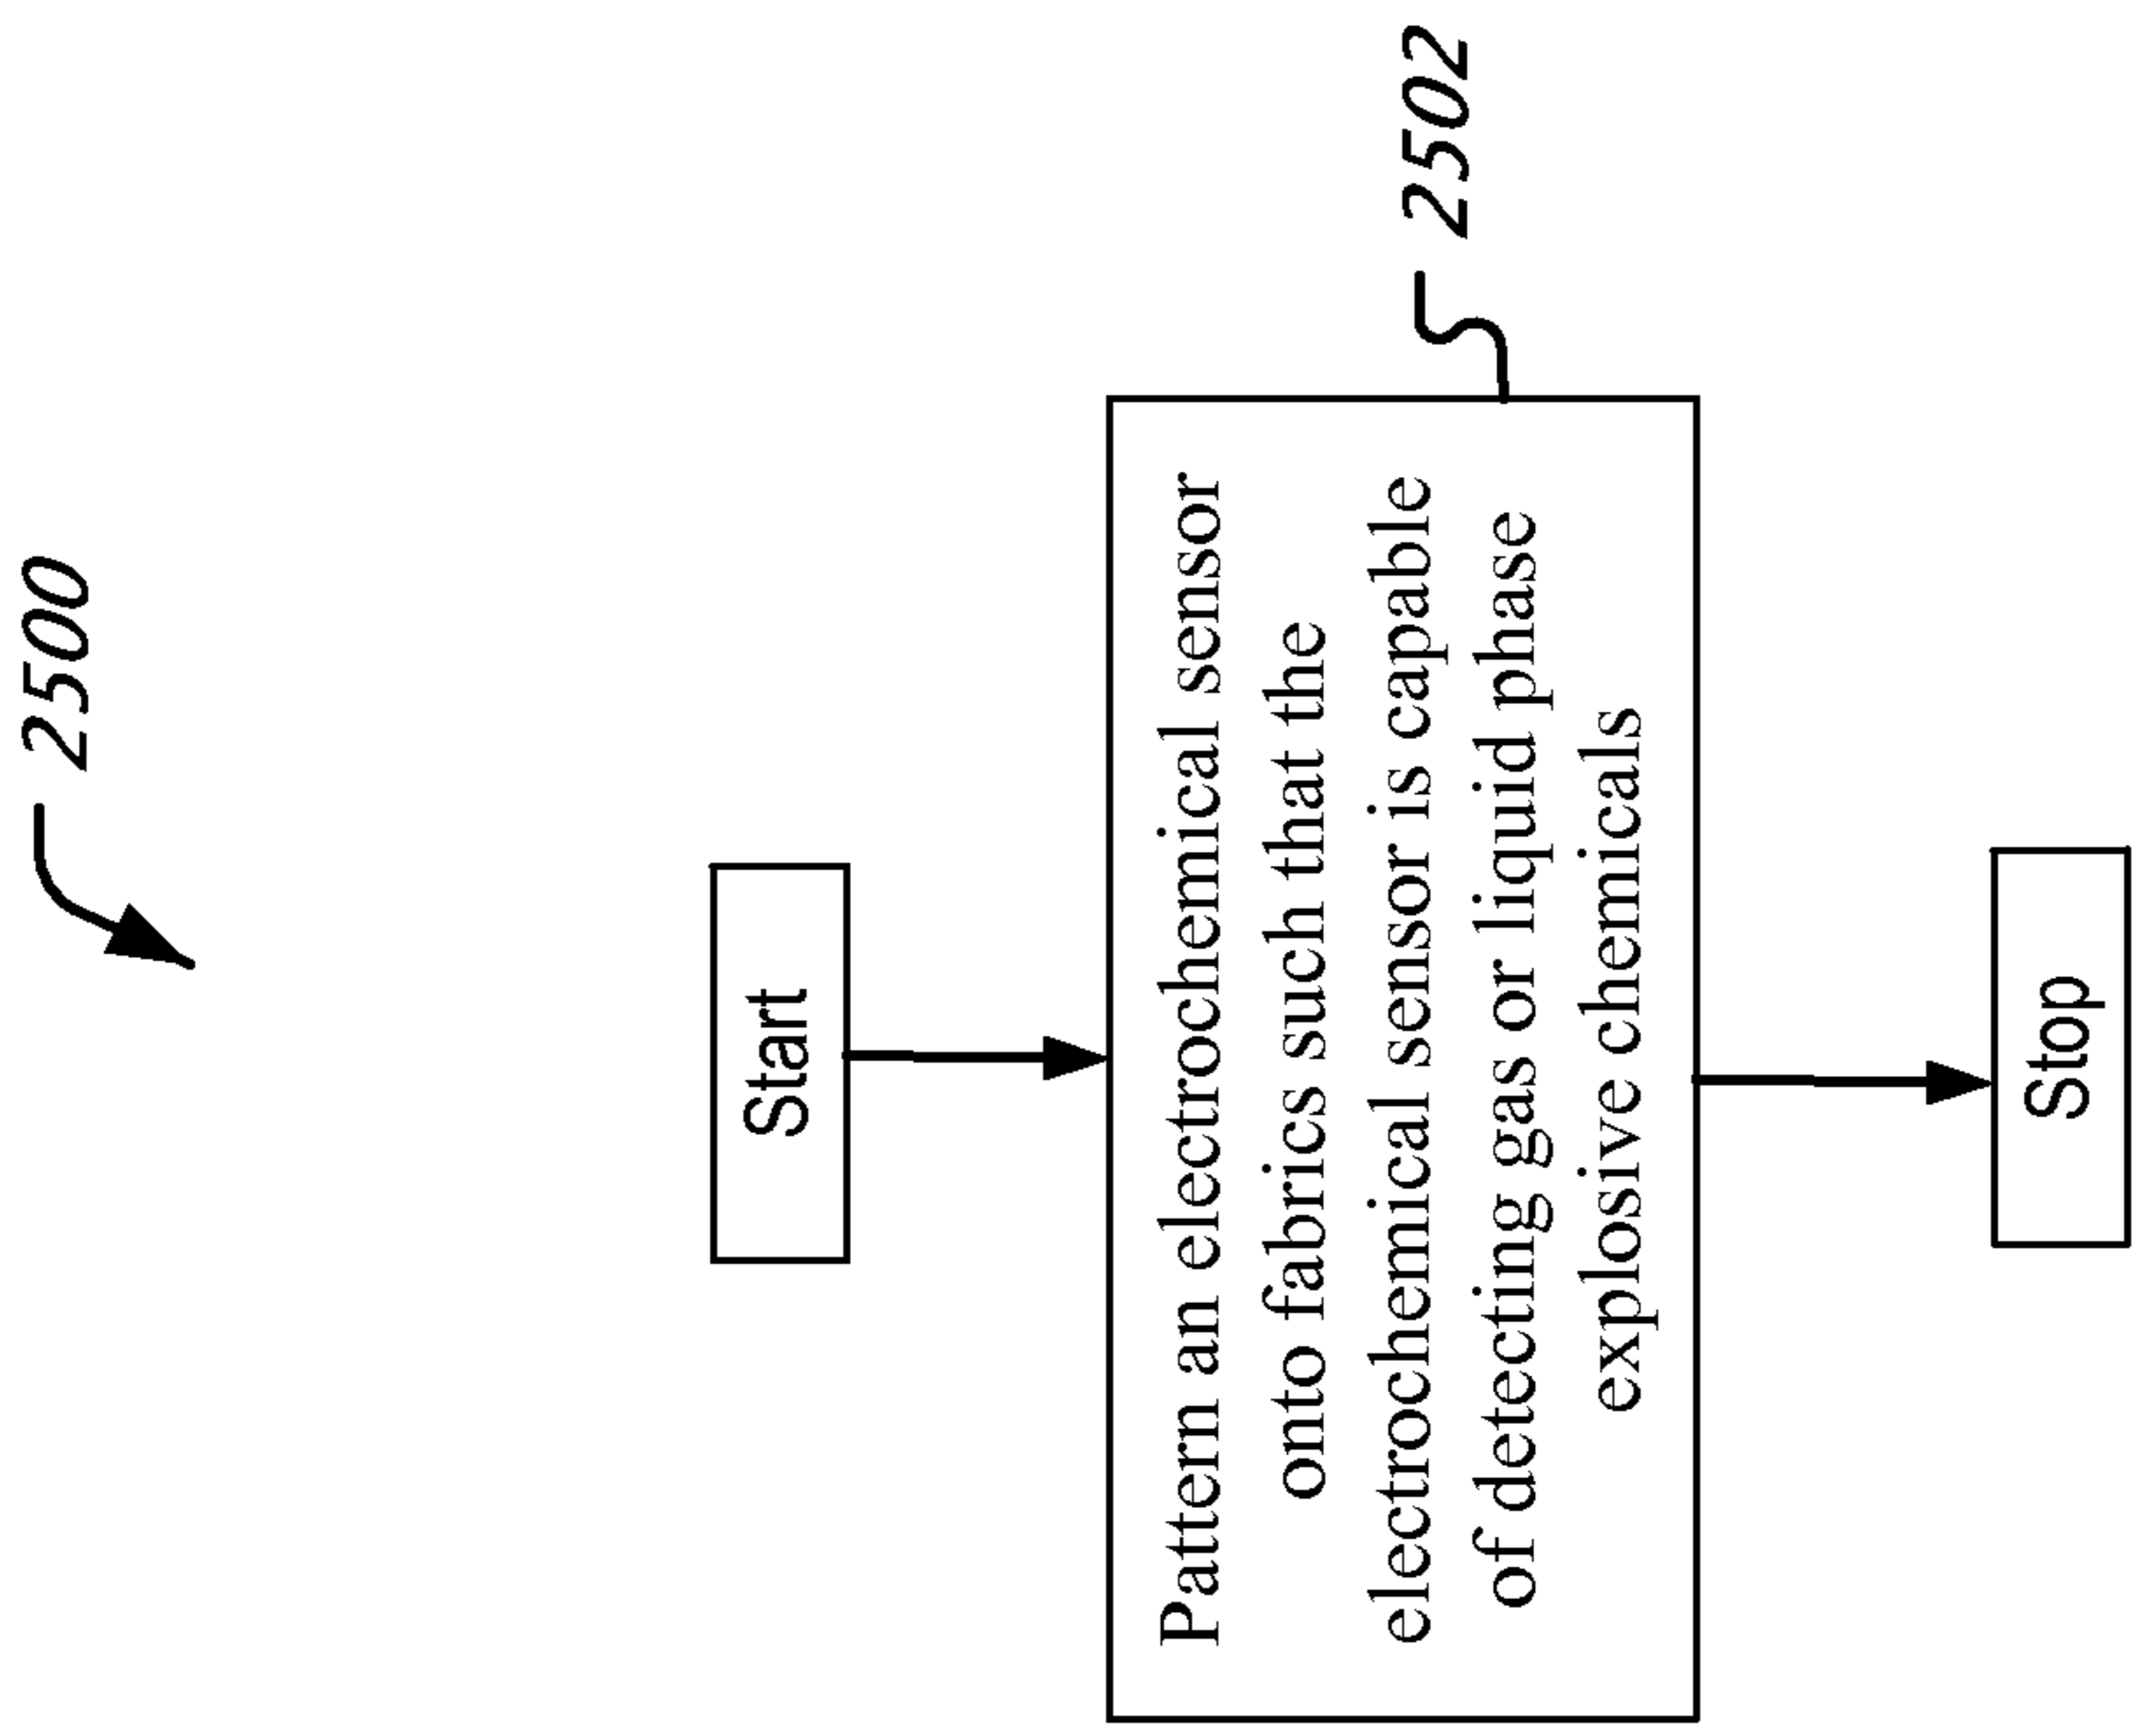 2500
Start
Pattern an electrochemical sensor
onto fabrics such that the
electrochemical sensor is capable
of detecting gas or liquid phase
explosive chemicals
2502
Stop